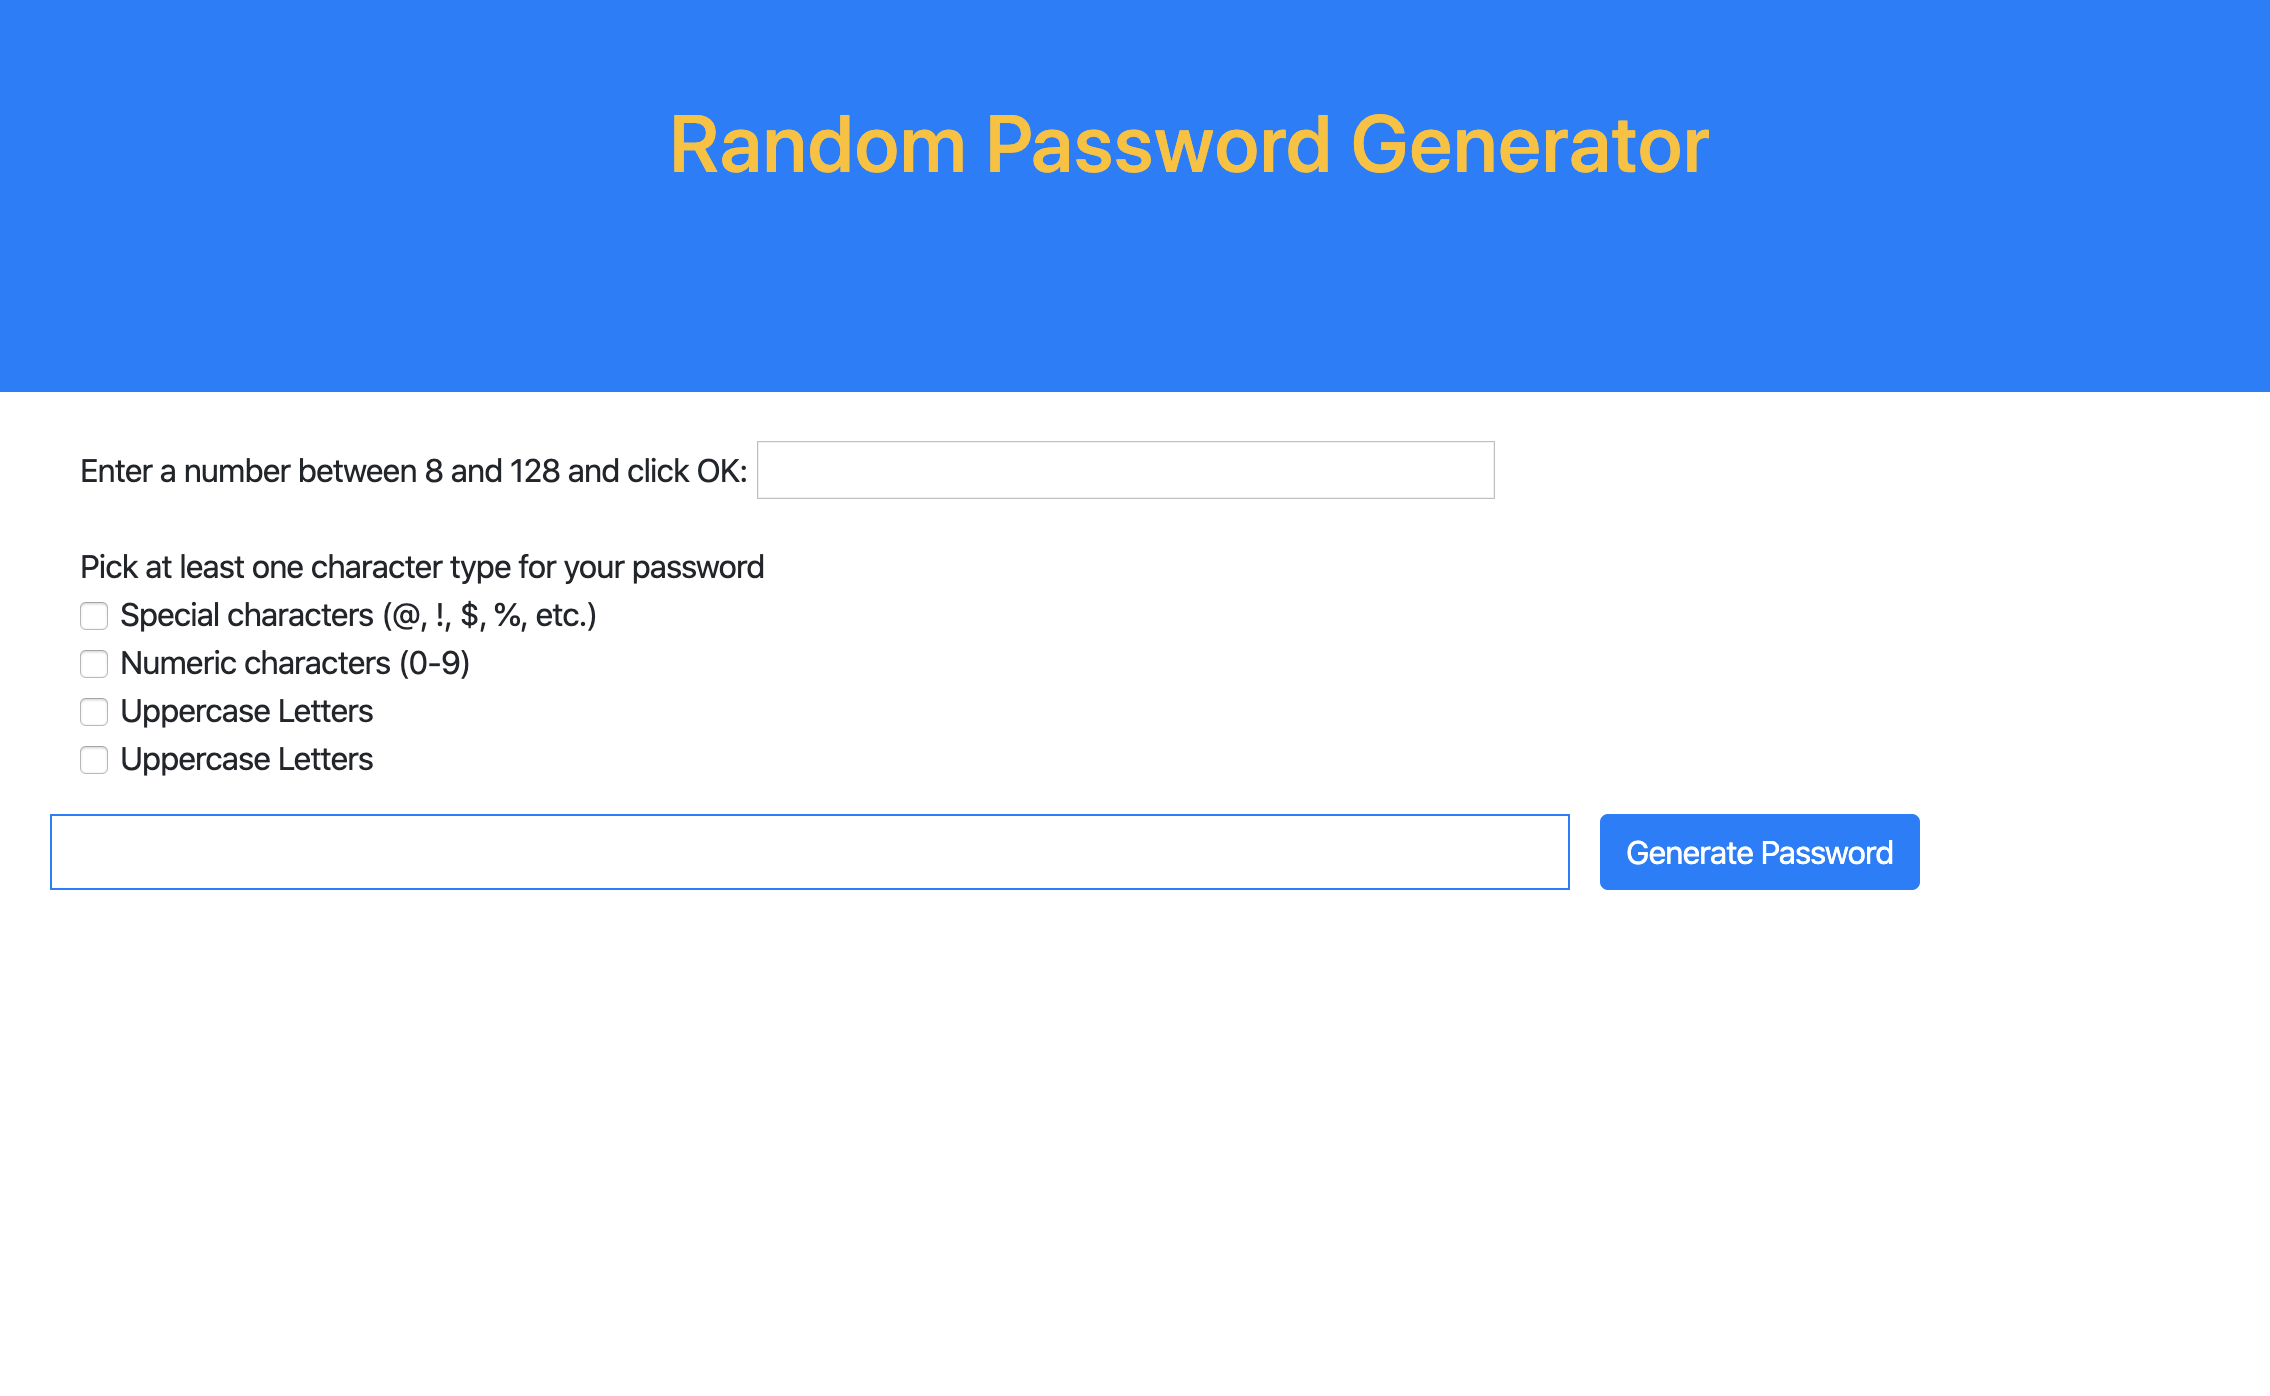 Random Password Generator
Enter a number between 8 and 128 and click OK:
Pick at least one character type for your password
Special characters (@, !, $, %, etc.)
Numeric characters (0-9)
Uppercase Letters
Uppercase Letters
Generate Password